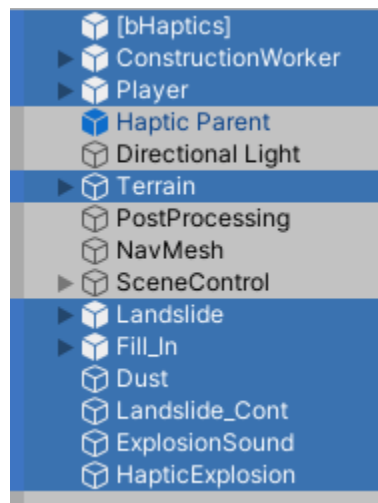 [bHaptics]
ConstructionWorker
Player
Haptic Parent
Directional Light
Terrain
PostProcessing
NavMesh
SceneControl
Landslide
Fill_In
Dust
Landslide_Cont
ExplosionSound
HapticExplosion